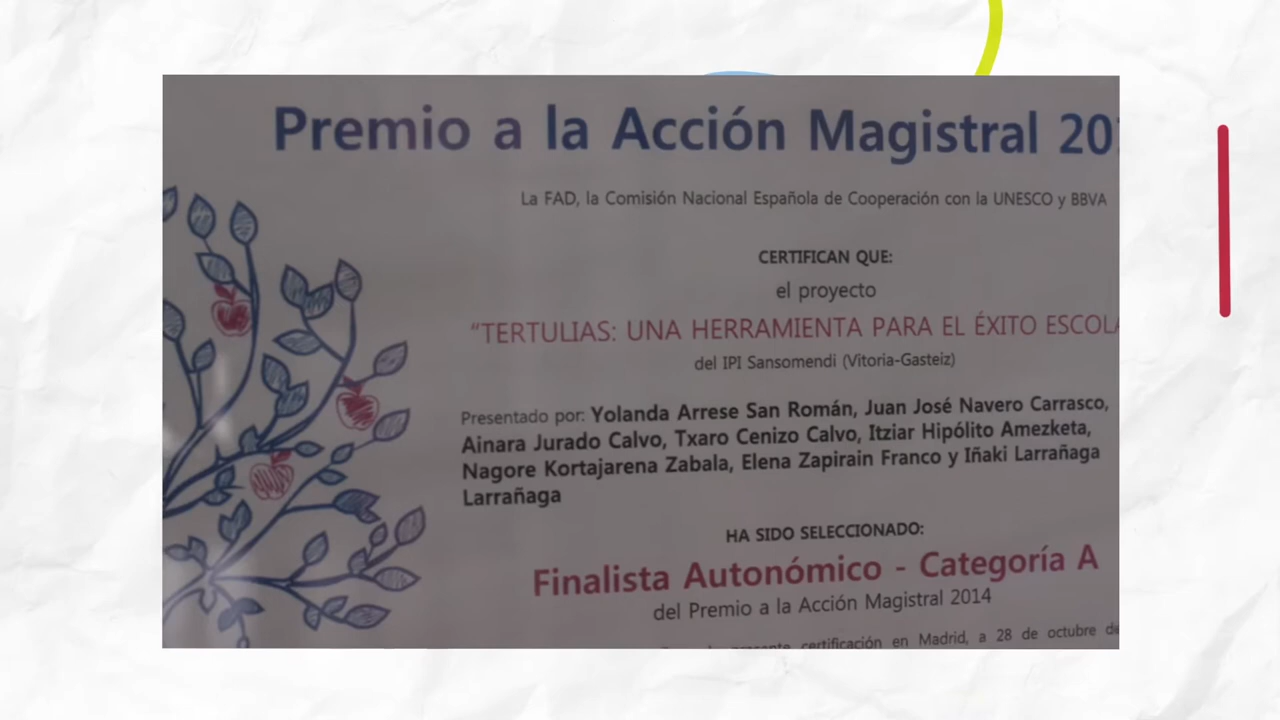 Premio a la Acción Magistral 20
La FAD, la Comisión Nacional Española de Cooperación con la UNESCO y BBVA
CERTIFICAN QUE:
el proyecto
"TERTULIAS: UNA HERRAMIENTA PARA EL ÉXITO ESCOLA
del IPI Sansomendi (Vitoria-Gasteiz)
Presentado por: Yolanda Arrese San Román, Juan José Navero Carrasco,
Ainara Jurado Calvo, Txaro Cenizo Calvo, Itziar Hipólito Amezketa,
Nagore Kortajarena Zabala, Elena Zapirain Franco y Iñaki Larrañaga
Larrañaga
HA SIDO SELECCIONADO:
Finalista Autonómico - Categoría A
del Premio a la Acción Magistral 2014
certificación en Madrid, a 28 de octubre de